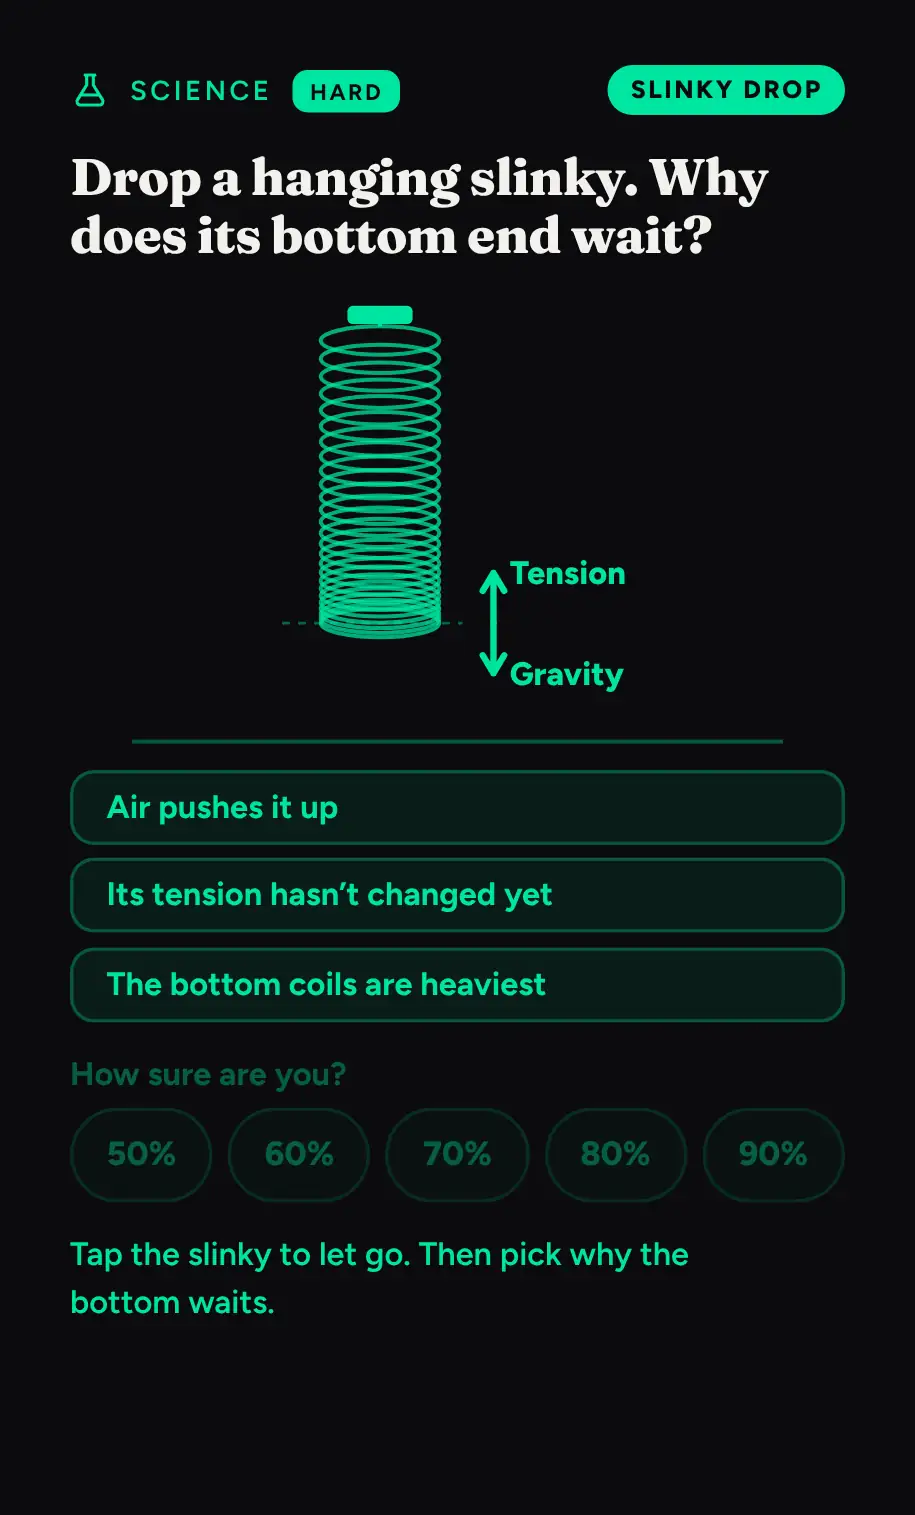 SCIENCE HARD SLINKY DROP
Drop a hanging slinky. Why
does its bottom end wait?
Tension
Gravity
Air pushes it up
Its tension hasn’t changed yet
The bottom coils are heaviest
How sure are you?
50% 60% 70% 80% 90%
Tap the slinky to let go. Then pick why the
bottom waits.